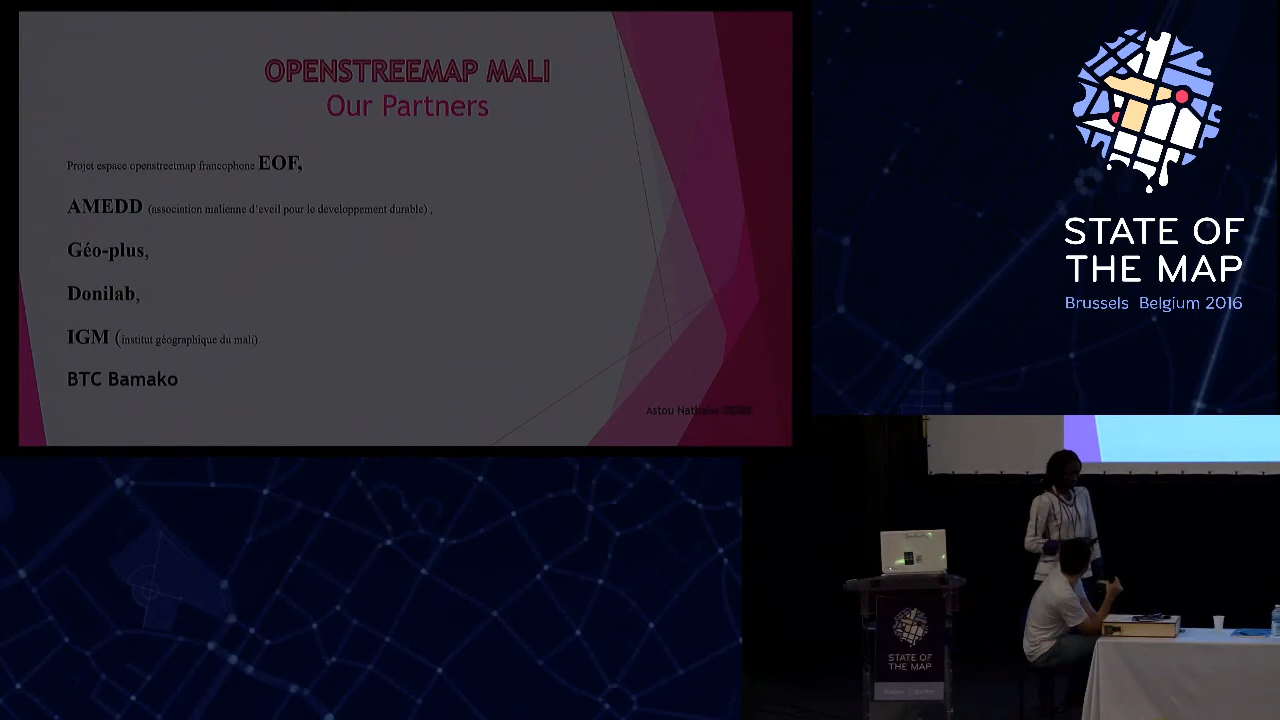 OPENSTREEMAP MALI
Our Partners
Projet espace openstreetmap francophone EOF,
AMEDD (association malienne d'eveil pour le developpement durable) ,
Géo-plus,
Donilab,
IGM (institut géographique du mali).
BTC Bamako
Astou Nathalie
STATE OF
THE MAP
Brussels Belgium 2016
STATE OF
THE MAP